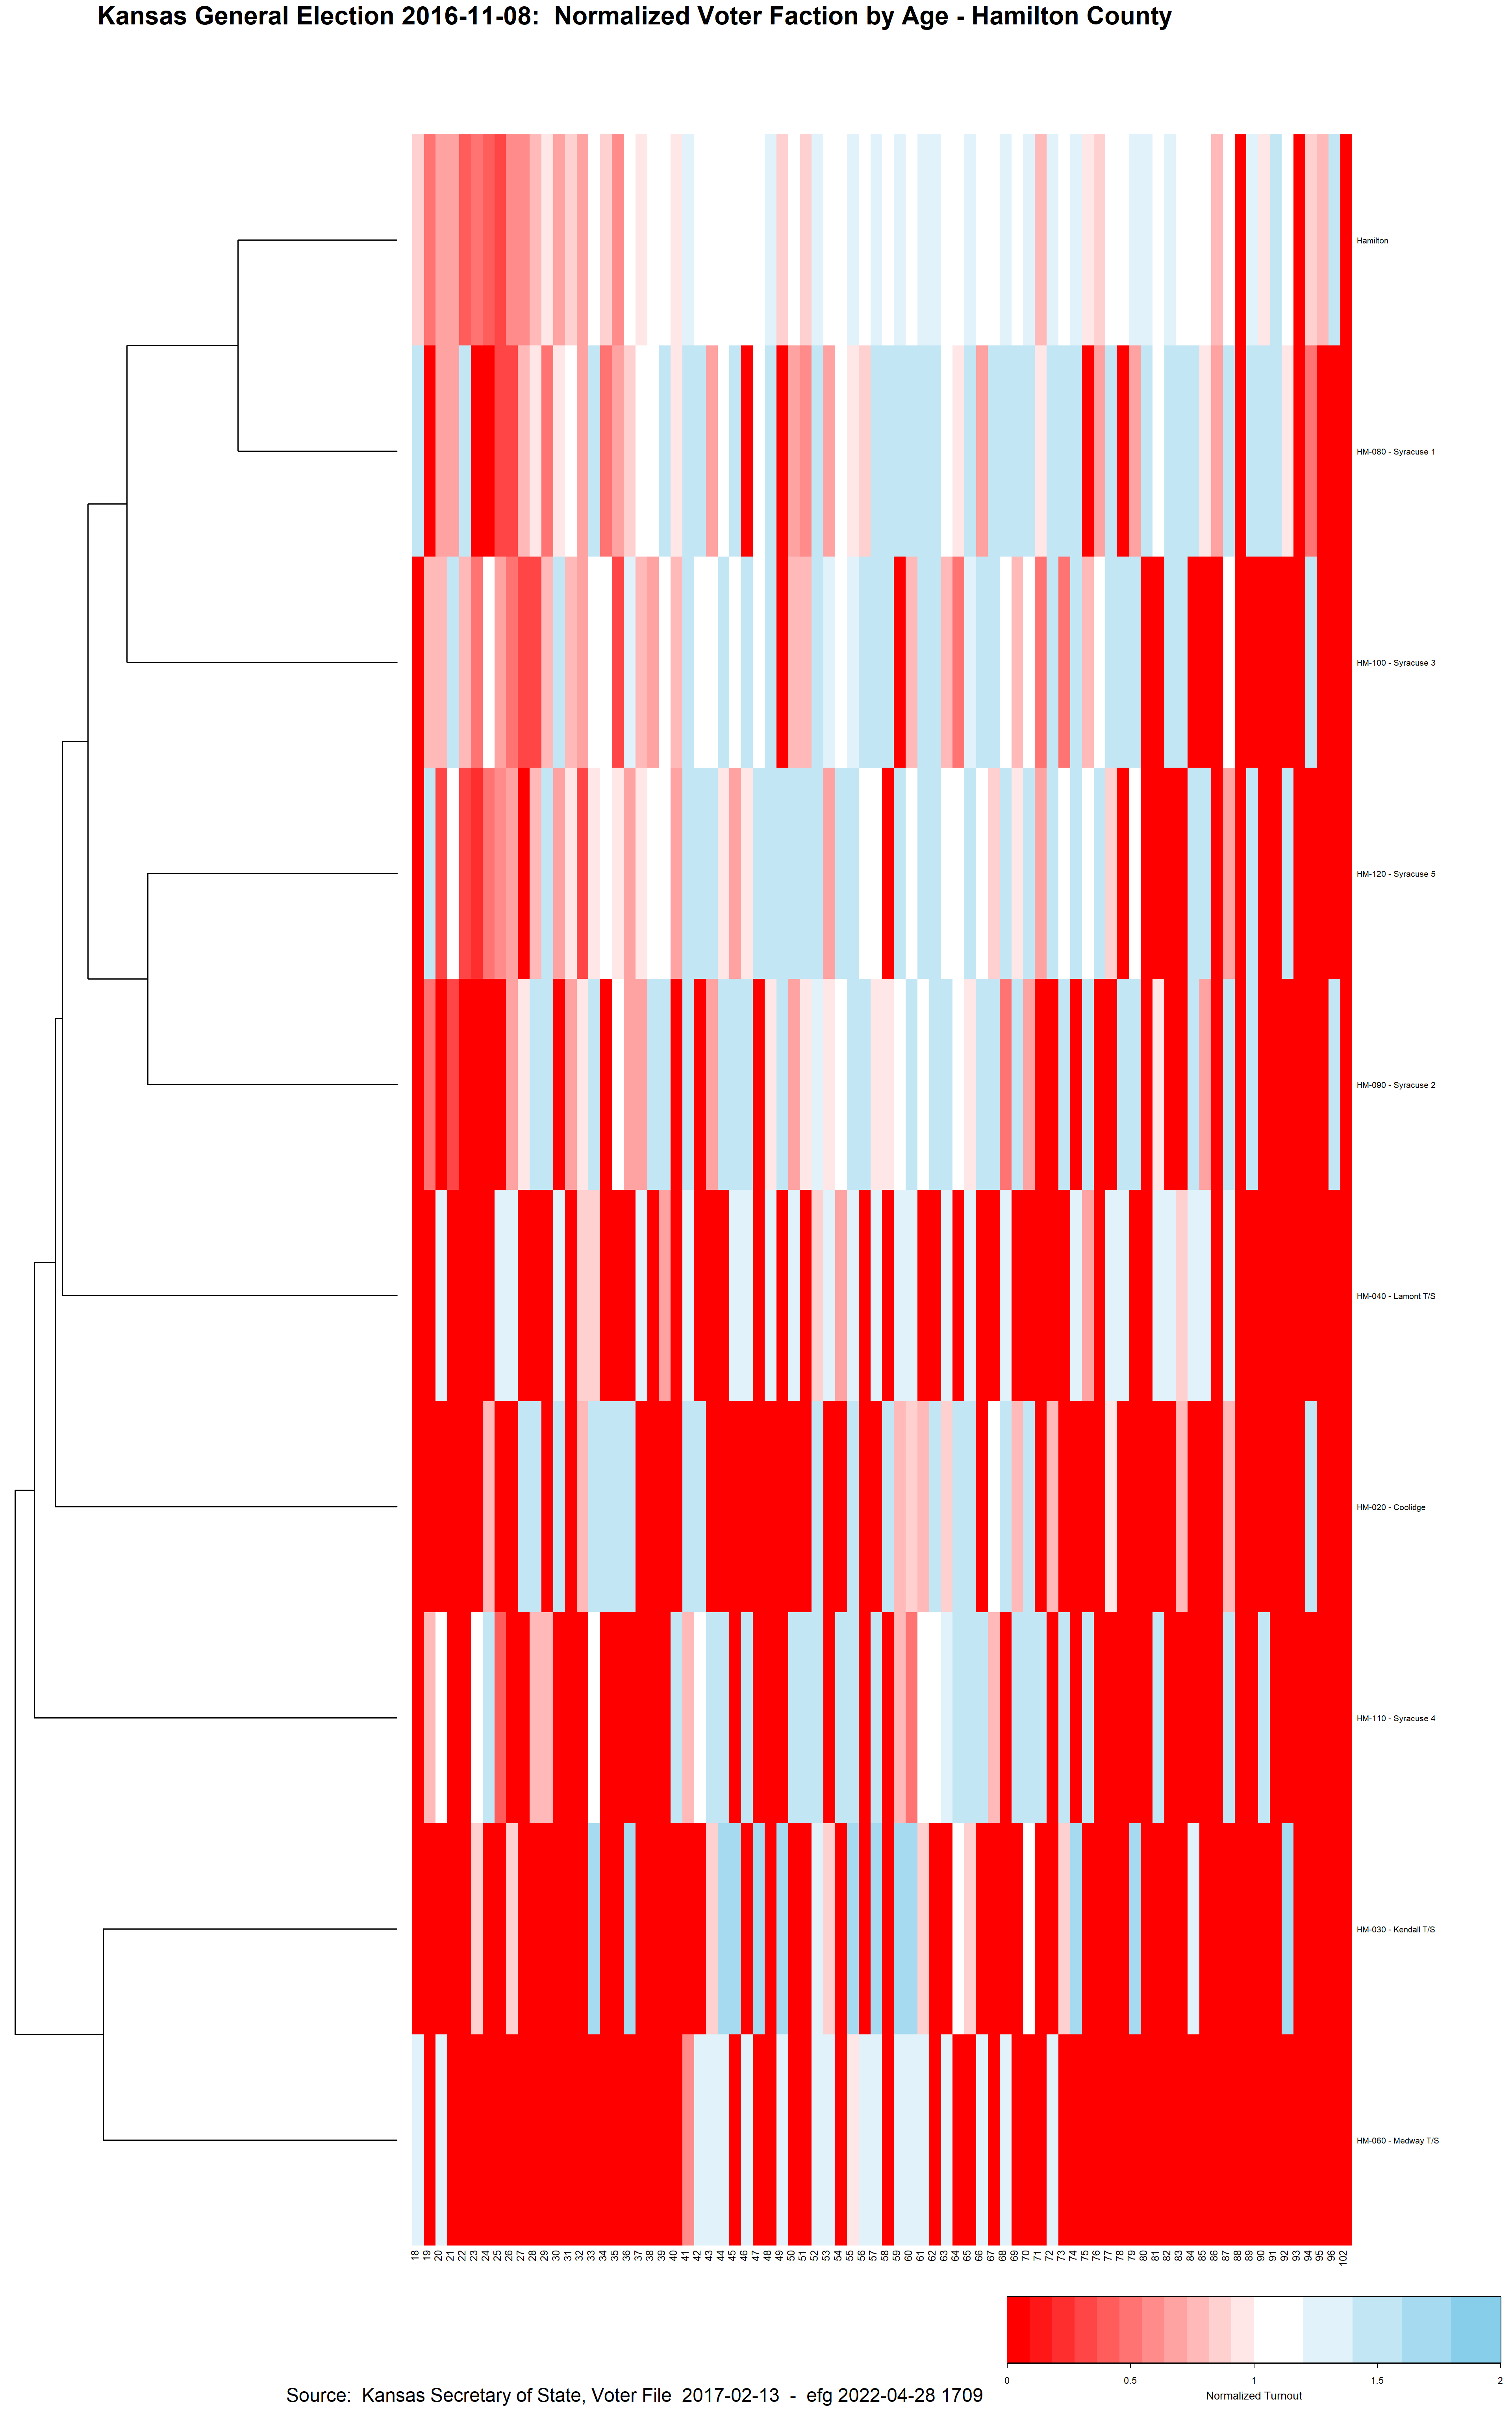 Kansas General Election 2016-11-08:  Normalized Voter Faction by Age - Hamilton County
Hamilton
HM-080 - Syracuse 1
HM-100 - Syracuse 3
HM-120 - Syracuse 5
HM-090 - Syracuse 2
HM-040 - Lamont T/S
HM-020 - Coolidge
HM-110 - Syracuse 4
HM-030 - Kendall T/S
HM-060 - Medway T/S
18 19 20 21 22 23 24 25 26 27 28 29 30 31 32 33 34 35 36 37 38 39 40 41 42 43 44 45 46 47 48 49 50 51 52 53 54 55 56 57 58 59 60 61 62 63 64 65 66 67 68 69 70 71 72 73 74 75 76 77 78 79 80 81 82 83 84 85 86 87 88 89 90 91 92 93 94 95 96 102
0 0.5 1 1.5 2
Normalized Turnout
Source:  Kansas Secretary of State, Voter File  2017-02-13  -  efg 2022-04-28 1709